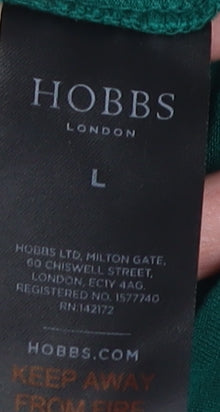 HOBBS
LONDON
L
HOBBS LTD, MILTON GATE,
60 CHISWELL STREET,
LONDON, EC1Y 4AG.
REGISTERED NO. 1577740
RN:142172
HOBBS.COM
KEEP AWAY
FROM FIRE